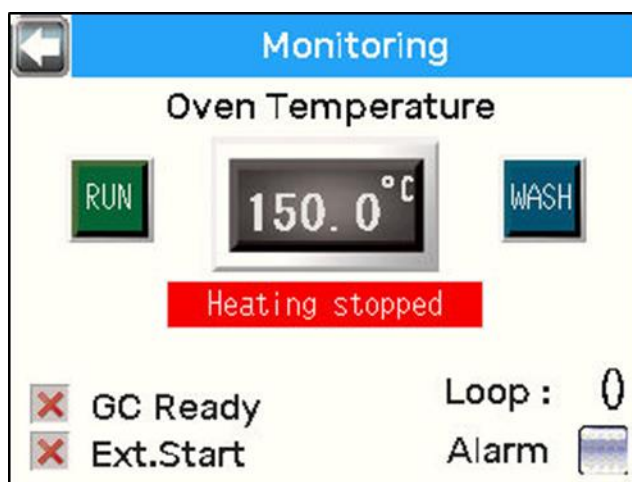 Monitoring
Oven Temperature
RUN
150.0°C
WASH
Heating stopped
GC Ready
Loop : 0
Ext.Start
Alarm